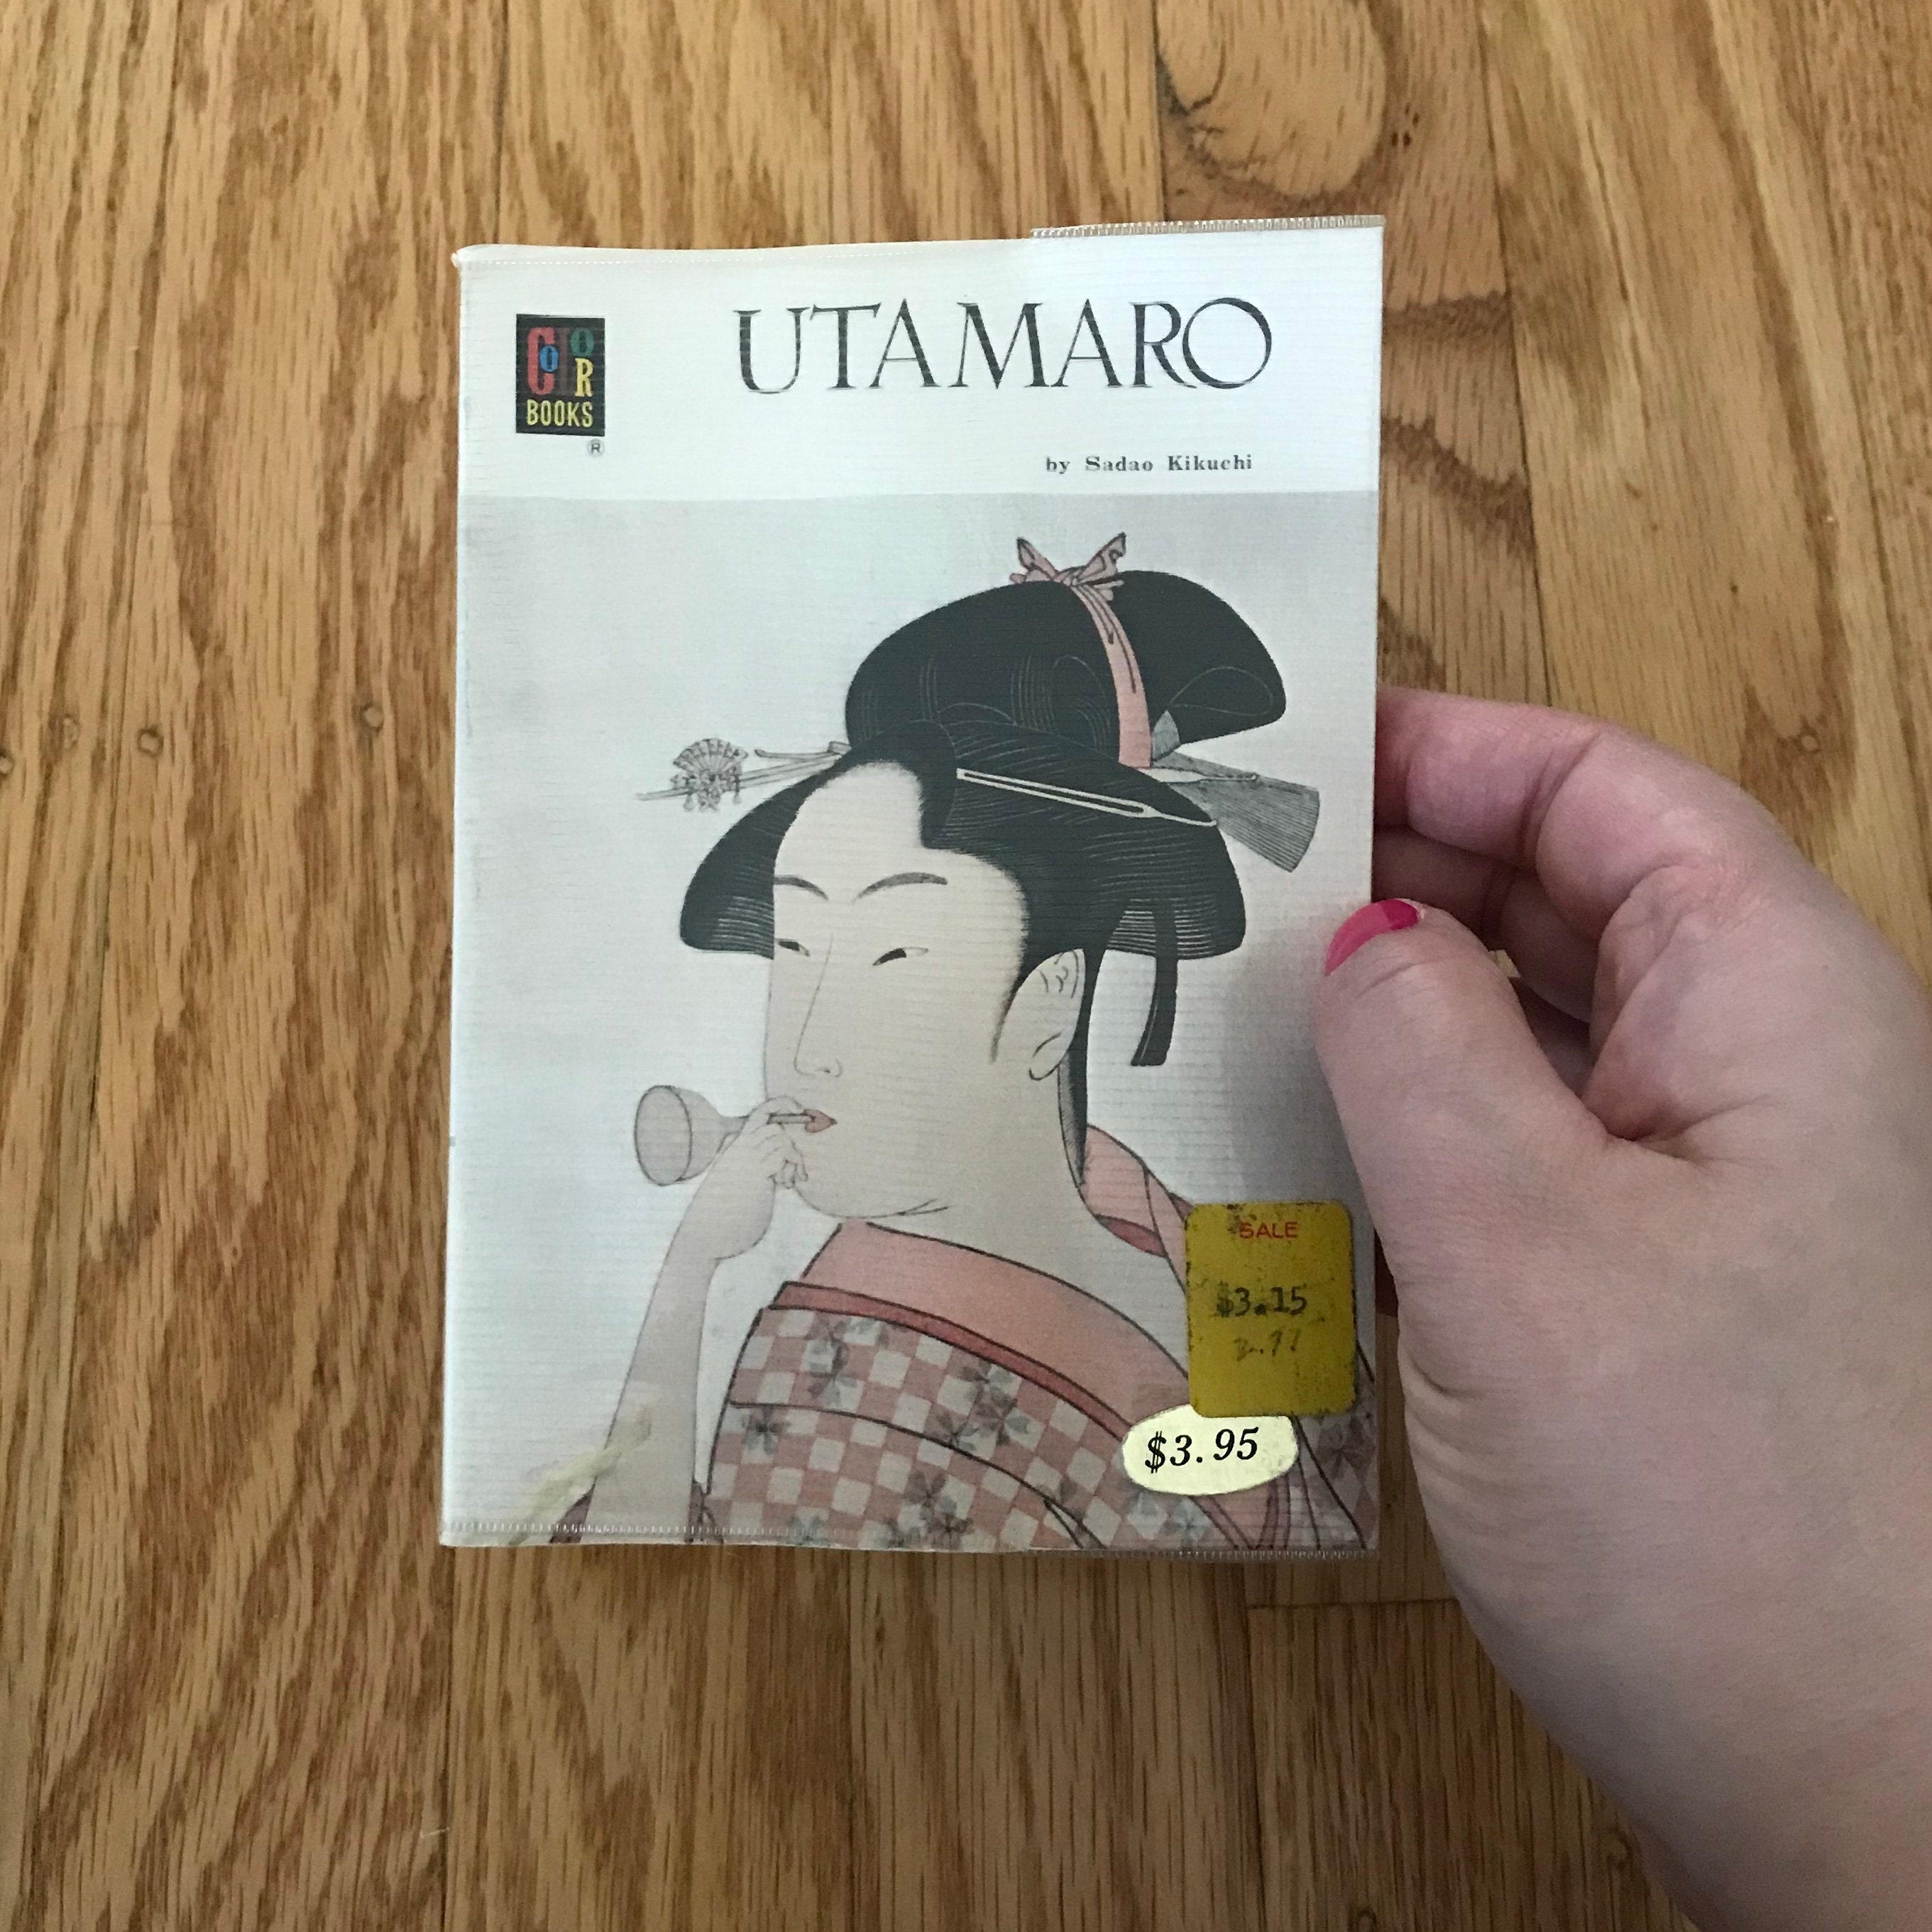 COLOR
BOOKS
®
UTAMARO
by Sadao Kikuchi
SALE
$3.15
$3.95